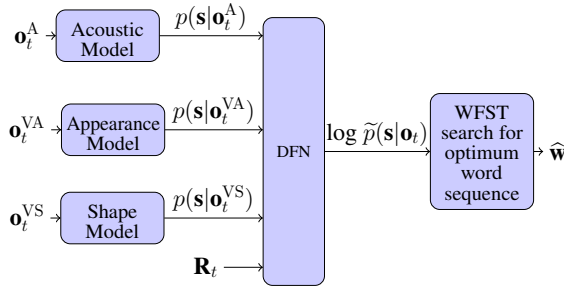 o_t^A
Acoustic
Model
p(s|o_t^A)
o_t^VA
Appearance
Model
p(s|o_t^VA)
o_t^VS
Shape
Model
p(s|o_t^VS)
R_t
DFN
log p̃(s|o_t)
WFST
search for
optimum
word
sequence
ŵ